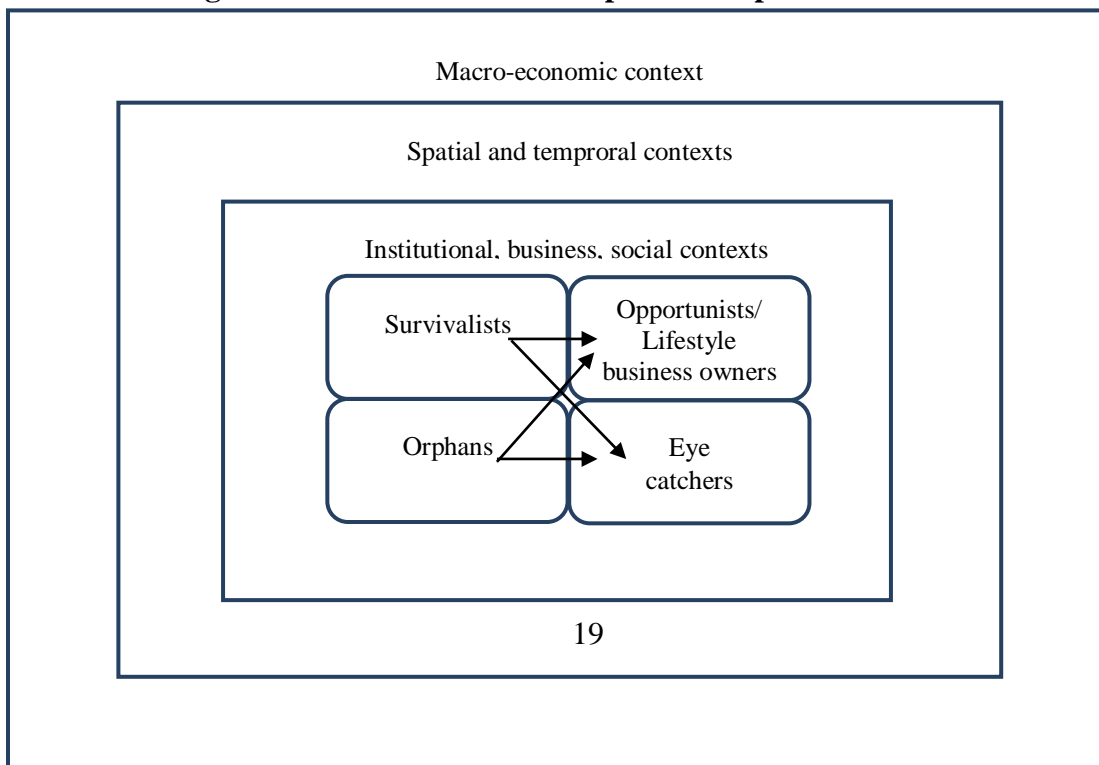 Macro-economic context
Spatial and temproral contexts
Institutional, business, social contexts
Survivalists
Opportunists/
Lifestyle
business owners
Orphans
Eye
catchers
19